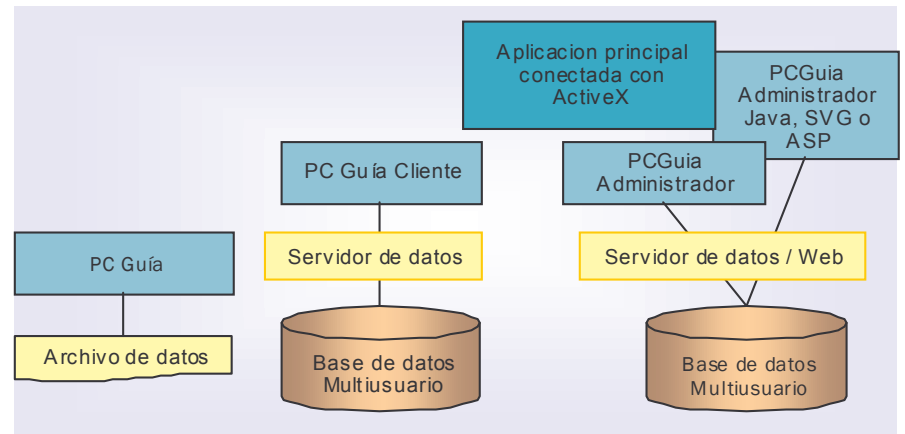 Aplicacion principal
conectada con
ActiveX
PCGuia
Administrador
Java, SVG o
ASP
PC Guía Cliente
PCGuia
Administrador
PC Guía
Servidor de datos
Servidor de datos / Web
Archivo de datos
Base de datos
Multiusuario
Base de datos
Multiusuario